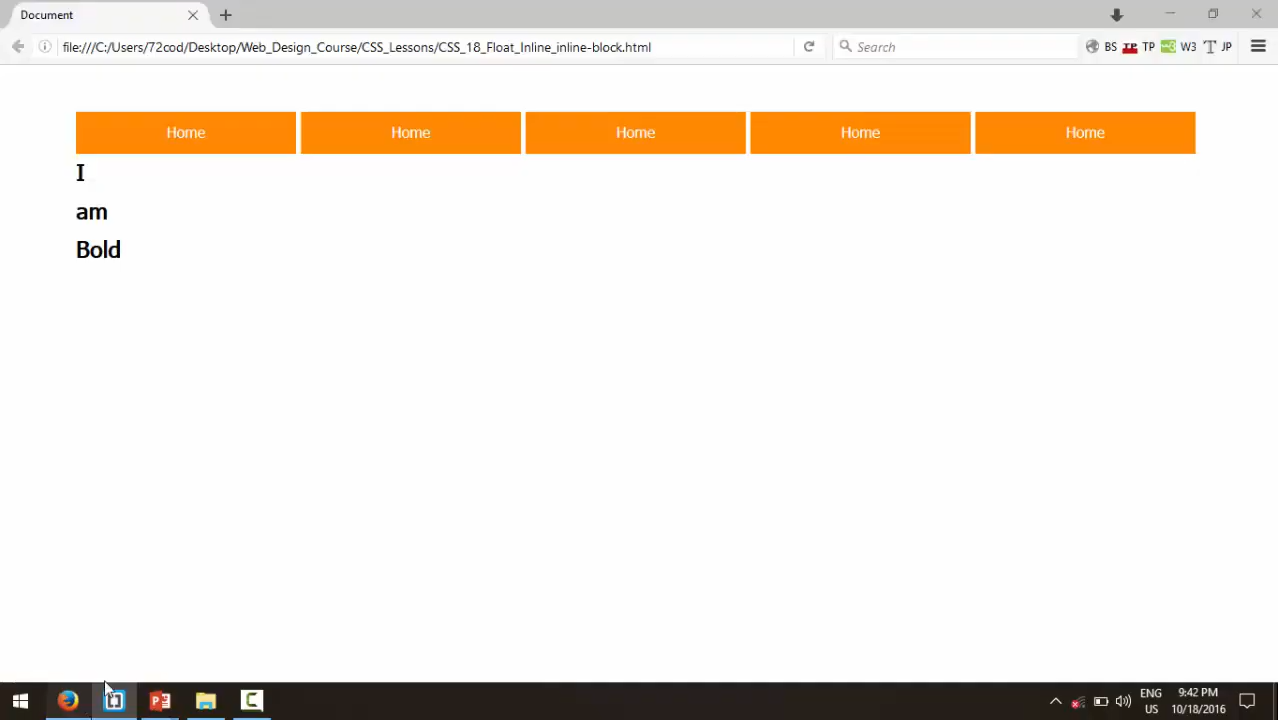 Document
file:///C:/Users/72cod/Desktop/Web_Design_Course/CSS_Lessons/CSS_18_Float_Inline_inline-block.html
Search
BS TP TP W3 T JP
Home Home Home Home Home
I
am
Bold
ENG 9:42 PM
US 10/18/2016